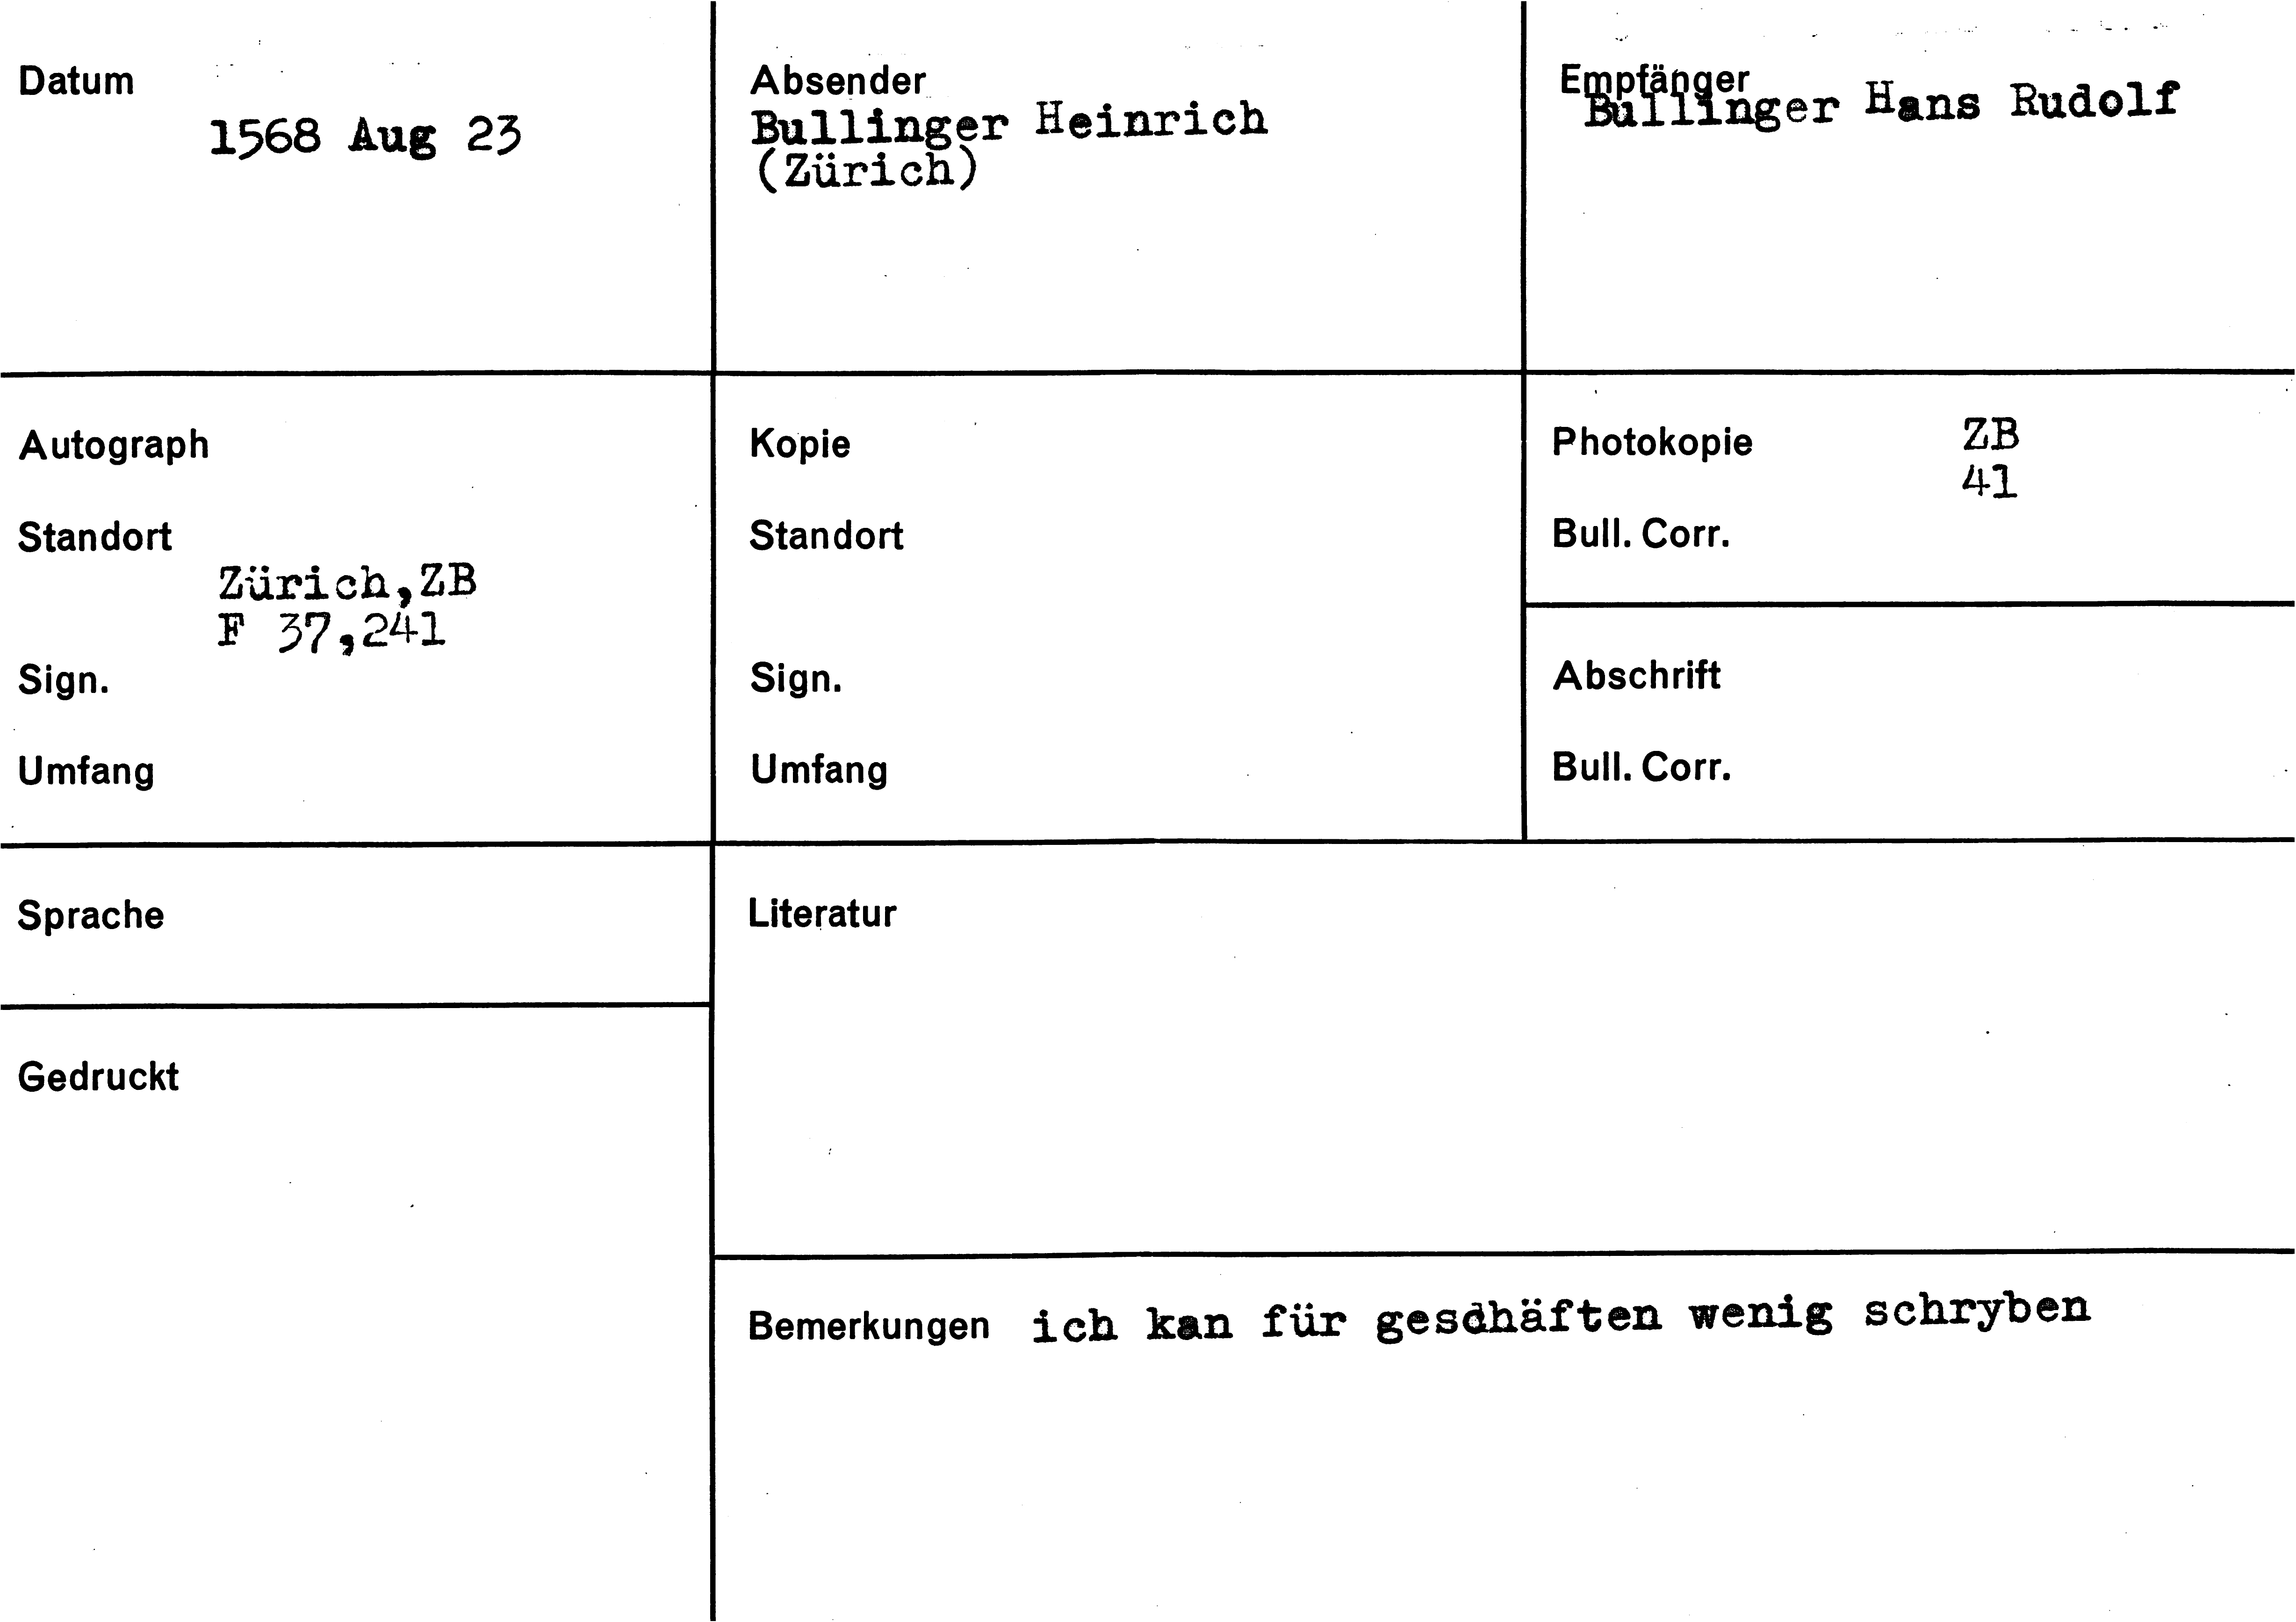 Datum
1568 Aug 23
Absender
Bullinger Heinrich
(Zürich)
Empfänger
Bullinger Hans Rudolf
Autograph
Standort
Zürich,ZB
F 37,241
Sign.
Umfang
Kopie
Standort
Sign.
Umfang
Photokopie ZB
41
Bull. Corr.
Abschrift
Bull. Corr.
Sprache
Literatur
Gedruckt
Bemerkungen ich kan für geschäften wenig schryben